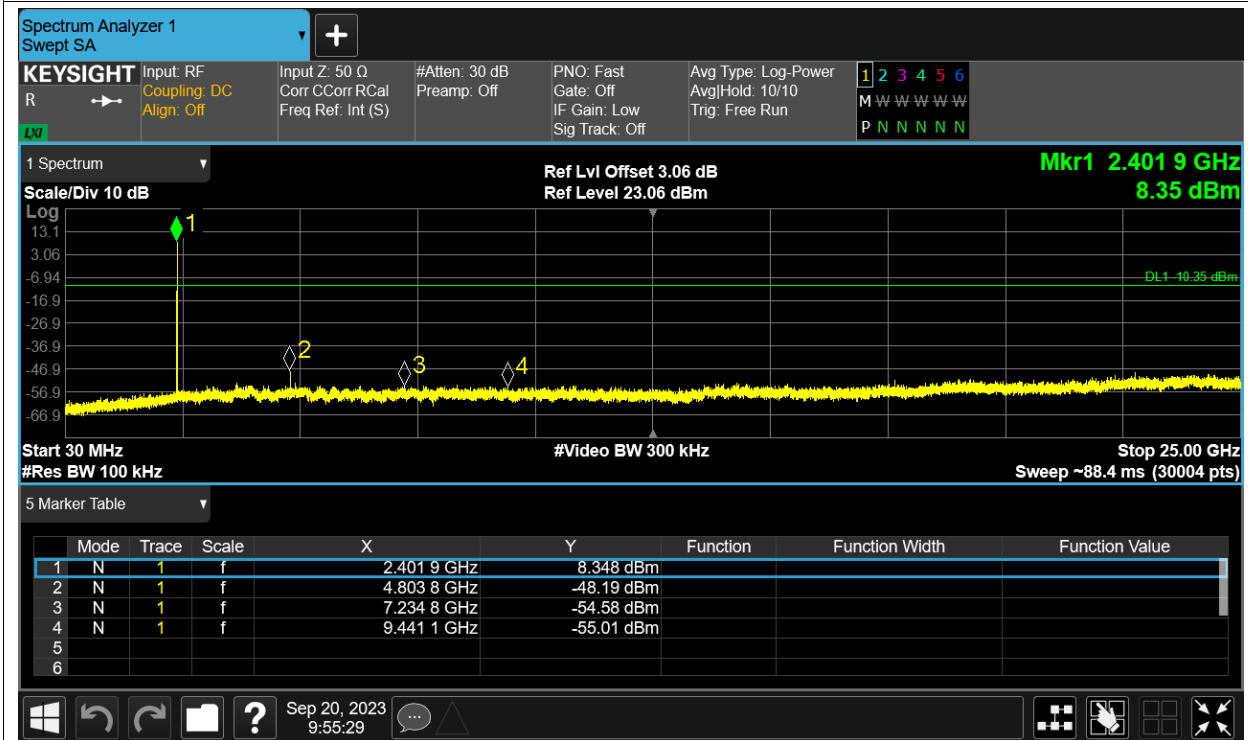 Spectrum Analyzer 1
Swept SA
+
KEYSIGHT
R
LXI
Input: RF
Coupling: DC
Align: Off
Input Z: 50 Ω
Corr CCorr RCal
Freq Ref: Int (S)
#Atten: 30 dB
Preamp: Off
PNO: Fast
Gate: Off
IF Gain: Low
Sig Track: Off
Avg Type: Log-Power
Avg|Hold: 10/10
Trig: Free Run
1 2 3 4 5 6
M W W W W W
P N N N N N
1 Spectrum
Scale/Div 10 dB
Ref Lvl Offset 3.06 dB
Ref Level 23.06 dBm
Mkr1 2.401 9 GHz
8.35 dBm
Log
13.1
3.06
-6.94
-16.9
-26.9
-36.9
-46.9
-56.9
-66.9
1
2
3
4
DL1 -10.35 dBm
Start 30 MHz
#Res BW 100 kHz
#Video BW 300 kHz
Stop 25.00 GHz
Sweep ~88.4 ms (30004 pts)
5 Marker Table
Mode Trace Scale X Y Function Function Width Function Value
1 N 1 f 2.401 9 GHz 8.348 dBm
2 N 1 f 4.803 8 GHz -48.19 dBm
3 N 1 f 7.234 8 GHz -54.58 dBm
4 N 1 f 9.441 1 GHz -55.01 dBm
5
6
?
Sep 20, 2023
9:55:29